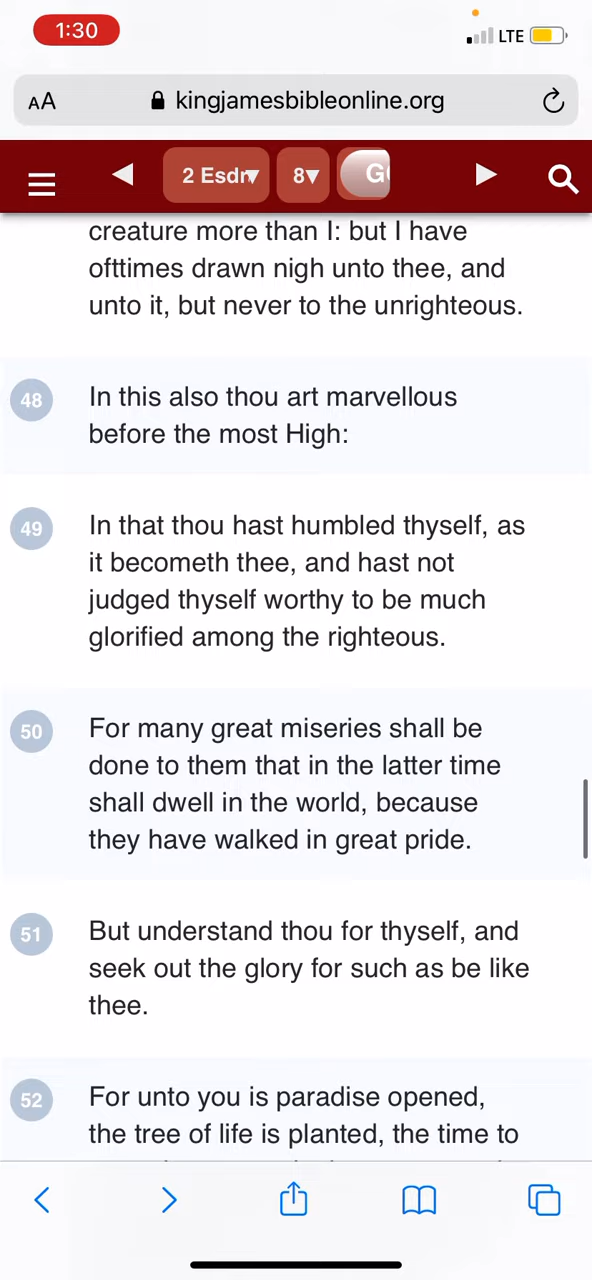 1:30
LTE
AA
kingjamesbibleonline.org
2 Esdr
8
G
creature more than I: but I have
ofttimes drawn nigh unto thee, and
unto it, but never to the unrighteous.
48
In this also thou art marvellous
before the most High:
49
In that thou hast humbled thyself, as
it becometh thee, and hast not
judged thyself worthy to be much
glorified among the righteous.
50
For many great miseries shall be
done to them that in the latter time
shall dwell in the world, because
they have walked in great pride.
51
But understand thou for thyself, and
seek out the glory for such as be like
thee.
52
For unto you is paradise opened,
the tree of life is planted, the time to